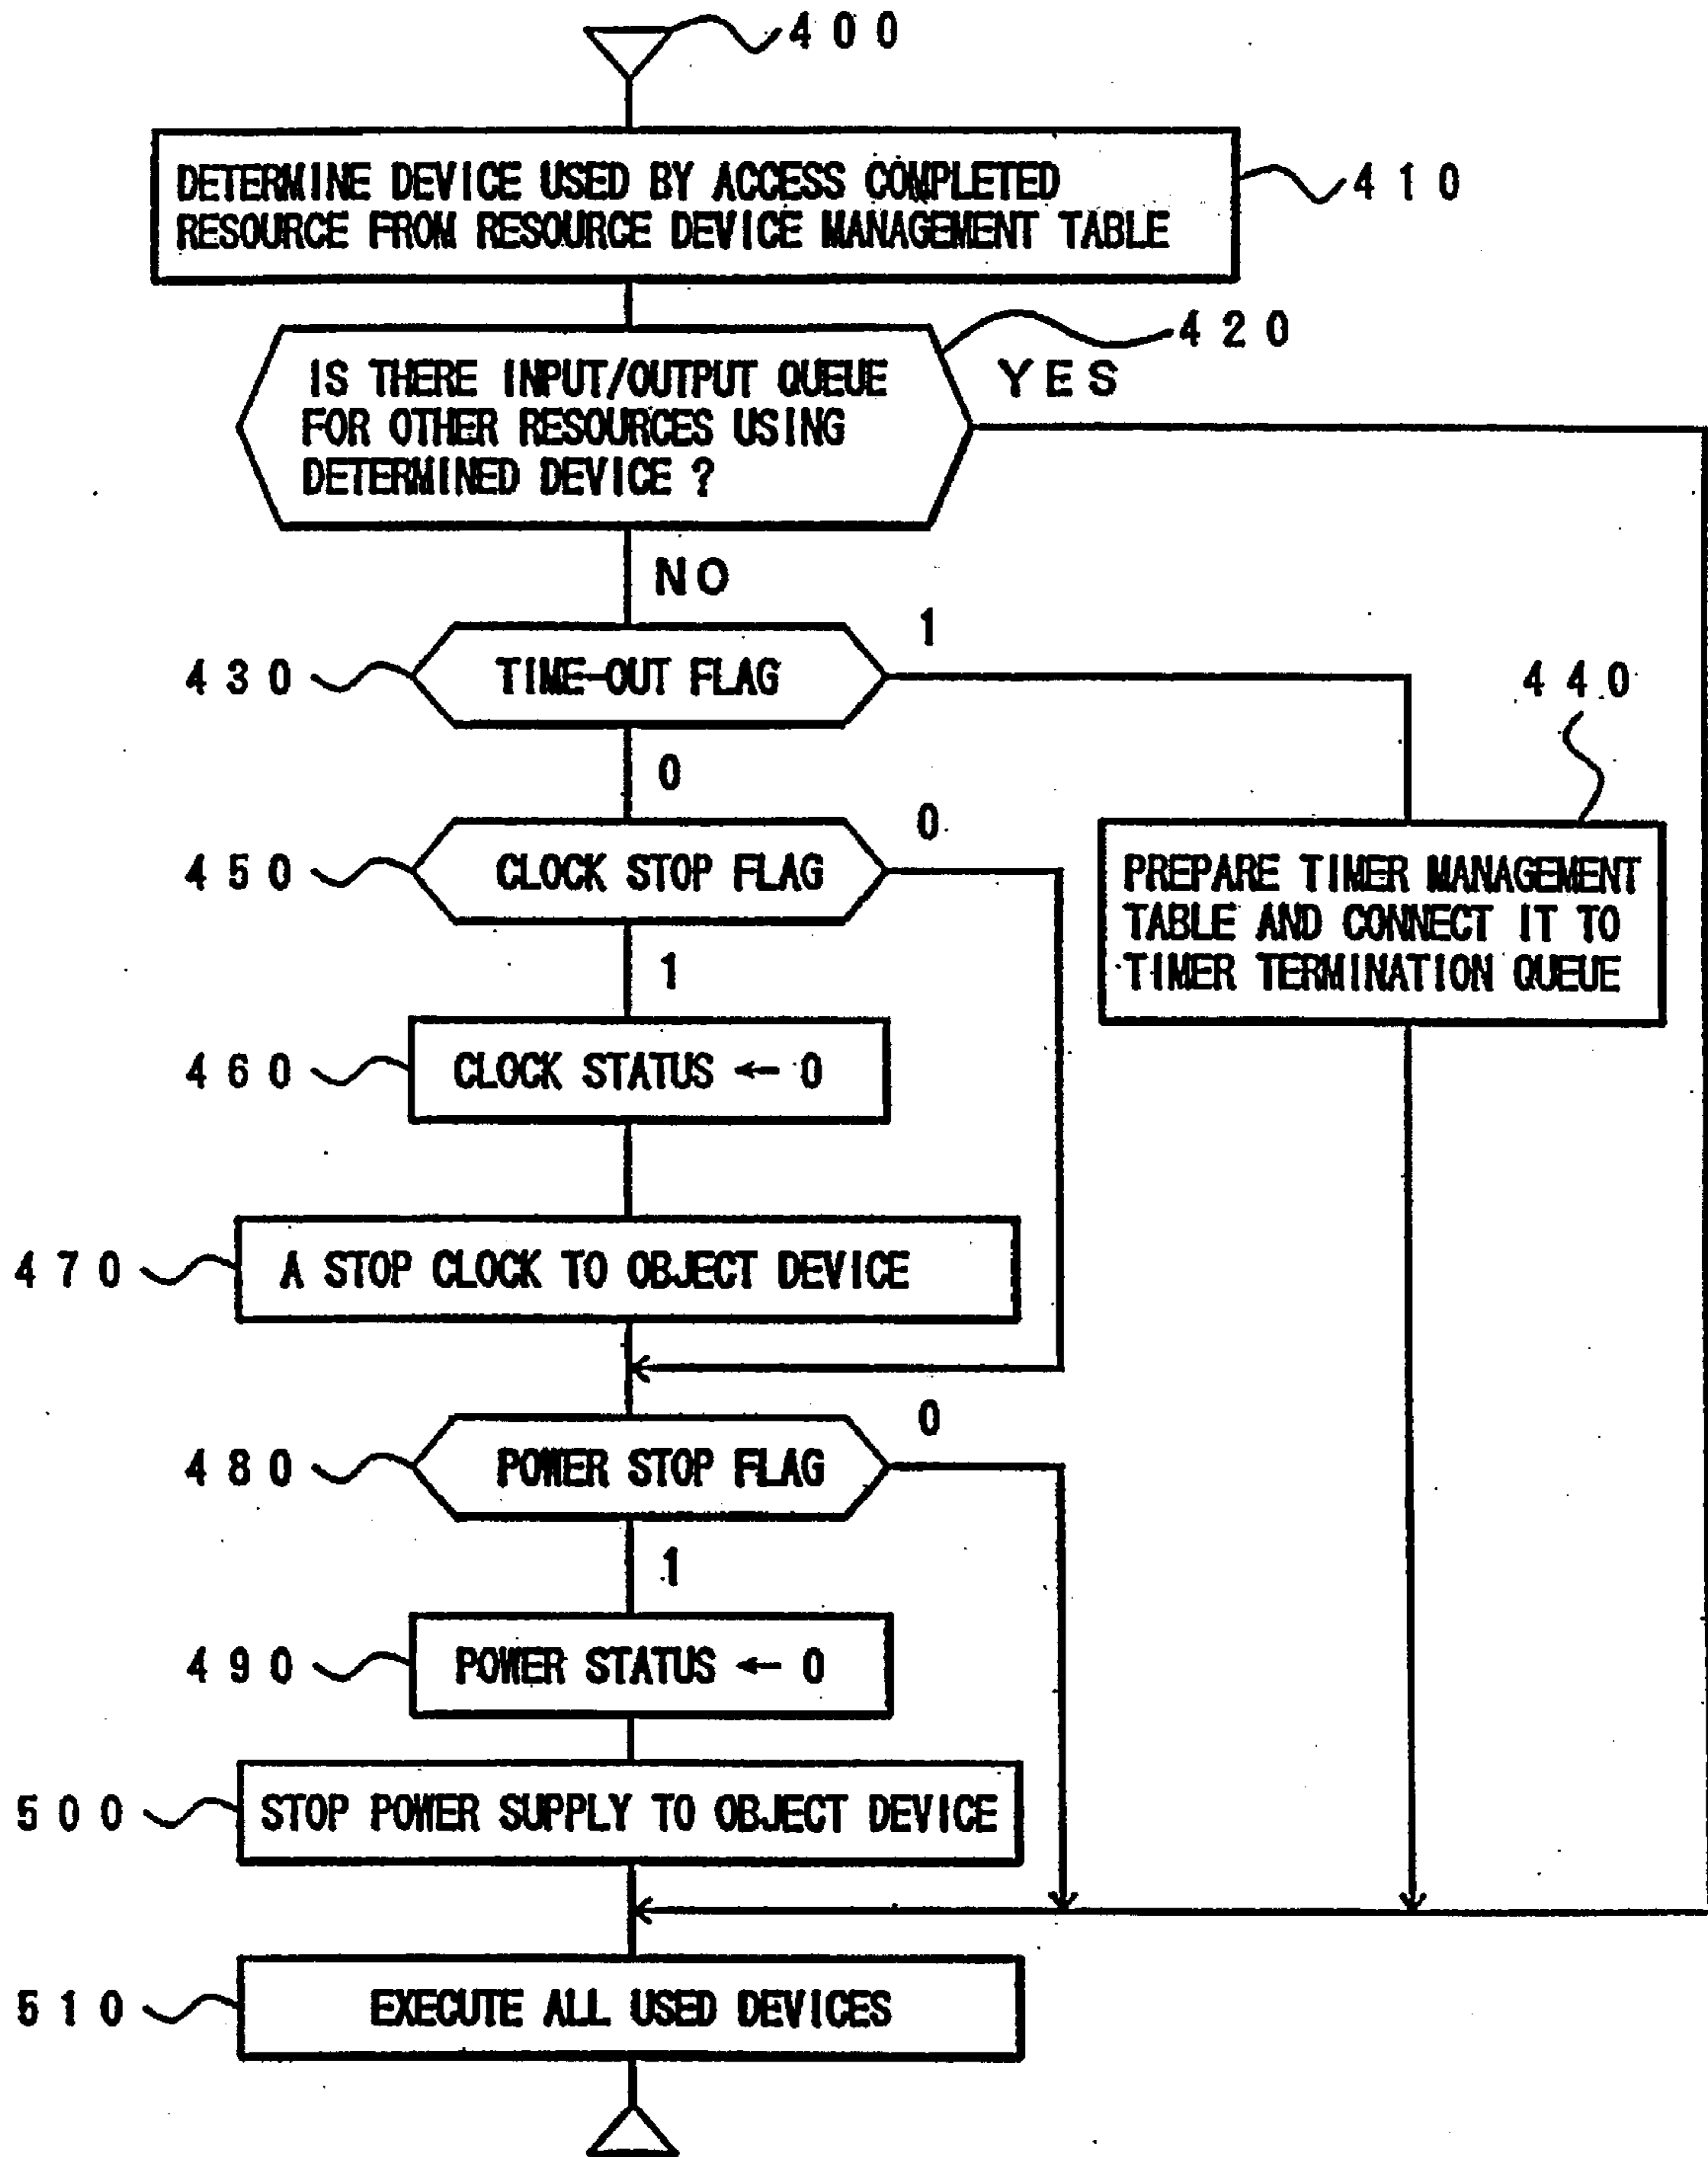 400
DETERMINE DEVICE USED BY ACCESS COMPLETED
RESOURCE FROM RESOURCE DEVICE MANAGEMENT TABLE
410
420
IS THERE INPUT/OUTPUT QUEUE
FOR OTHER RESOURCES USING
DETERMINED DEVICE ?
YES
NO
430
TIME-OUT FLAG
1
0
440
PREPARE TIMER MANAGEMENT
TABLE AND CONNECT IT TO
TIMER TERMINATION QUEUE
450
CLOCK STOP FLAG
0
1
460
CLOCK STATUS ← 0
470
A STOP CLOCK TO OBJECT DEVICE
480
POWER STOP FLAG
0
1
490
POWER STATUS ← 0
500
STOP POWER SUPPLY TO OBJECT DEVICE
510
EXECUTE ALL USED DEVICES